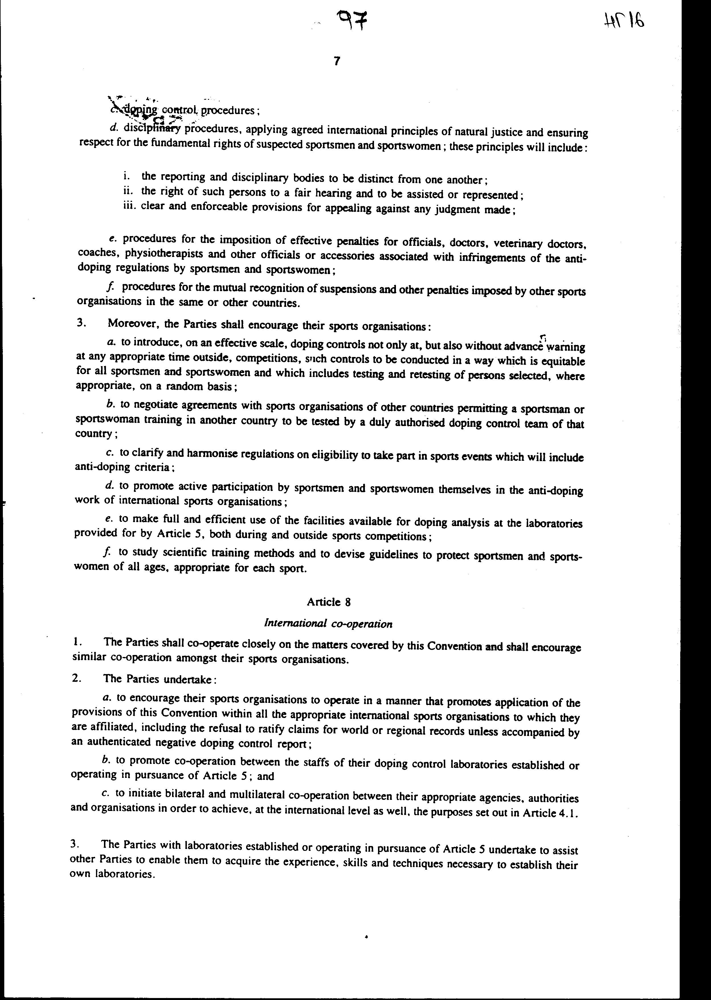 97
7
c. doping control procedures ;
d. disciplinary procedures, applying agreed international principles of natural justice and ensuring
respect for the fundamental rights of suspected sportsmen and sportswomen ; these principles will include :
i. the reporting and disciplinary bodies to be distinct from one another ;
ii. the right of such persons to a fair hearing and to be assisted or represented ;
iii. clear and enforceable provisions for appealing against any judgment made ;
e. procedures for the imposition of effective penalties for officials, doctors, veterinary doctors,
coaches, physiotherapists and other officials or accessories associated with infringements of the anti-
doping regulations by sportsmen and sportswomen ;
f. procedures for the mutual recognition of suspensions and other penalties imposed by other sports
organisations in the same or other countries.
3. Moreover, the Parties shall encourage their sports organisations :
a. to introduce, on an effective scale, doping controls not only at, but also without advance warning
at any appropriate time outside, competitions, such controls to be conducted in a way which is equitable
for all sportsmen and sportswomen and which includes testing and retesting of persons selected, where
appropriate, on a random basis ;
b. to negotiate agreements with sports organisations of other countries permitting a sportsman or
sportswoman training in another country to be tested by a duly authorised doping control team of that
country ;
c. to clarify and harmonise regulations on eligibility to take part in sports events which will include
anti-doping criteria ;
d. to promote active participation by sportsmen and sportswomen themselves in the anti-doping
work of international sports organisations ;
e. to make full and efficient use of the facilities available for doping analysis at the laboratories
provided for by Article 5, both during and outside sports competitions ;
f. to study scientific training methods and to devise guidelines to protect sportsmen and sports-
women of all ages, appropriate for each sport.
Article 8
International co-operation
1. The Parties shall co-operate closely on the matters covered by this Convention and shall encourage
similar co-operation amongst their sports organisations.
2. The Parties undertake :
a. to encourage their sports organisations to operate in a manner that promotes application of the
provisions of this Convention within all the appropriate international sports organisations to which they
are affiliated, including the refusal to ratify claims for world or regional records unless accompanied by
an authenticated negative doping control report ;
b. to promote co-operation between the staffs of their doping control laboratories established or
operating in pursuance of Article 5 ; and
c. to initiate bilateral and multilateral co-operation between their appropriate agencies, authorities
and organisations in order to achieve, at the international level as well, the purposes set out in Article 4.1.
3. The Parties with laboratories established or operating in pursuance of Article 5 undertake to assist
other Parties to enable them to acquire the experience, skills and techniques necessary to establish their
own laboratories.